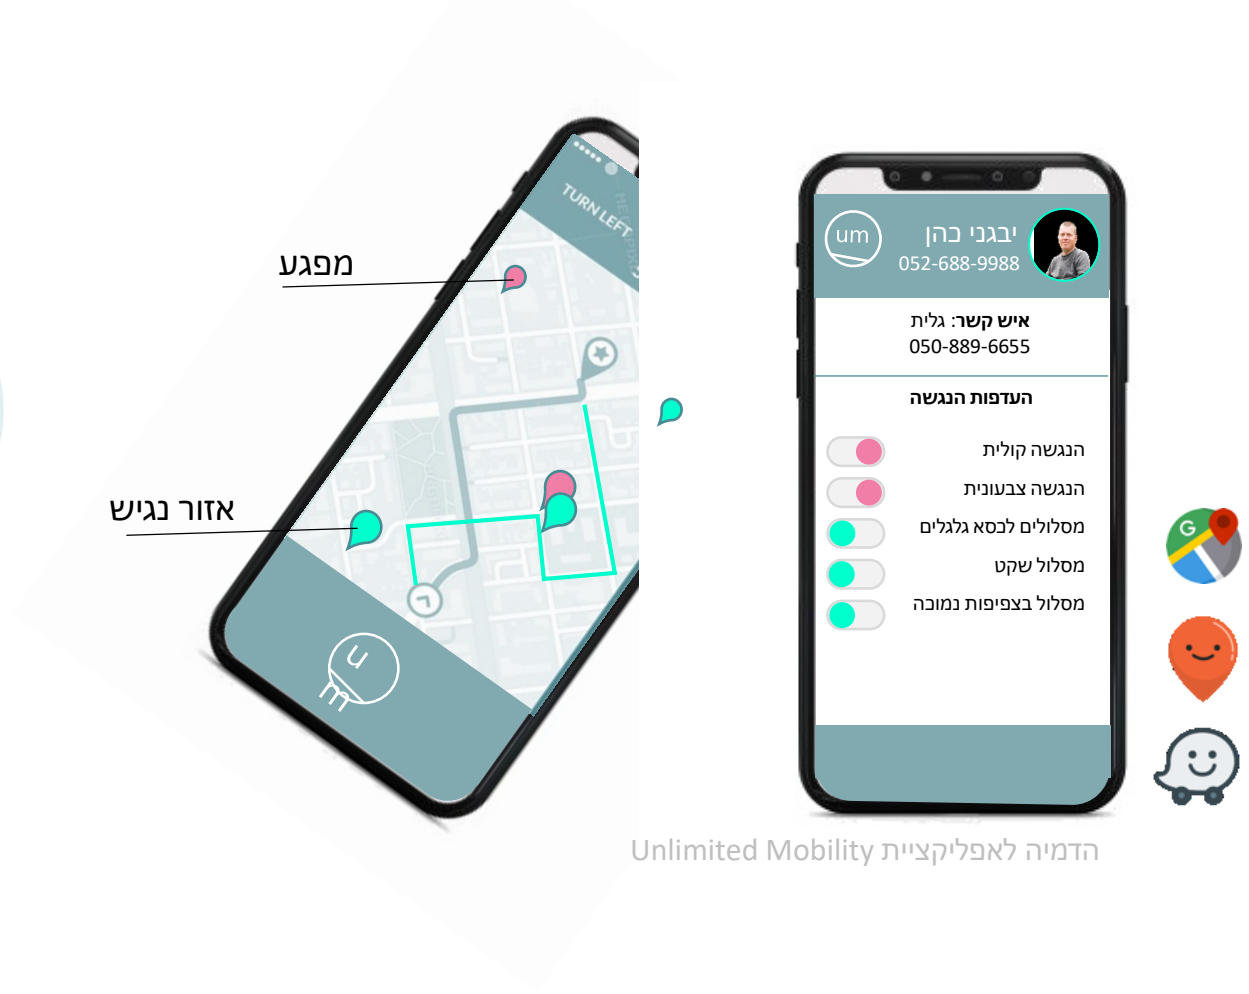 TURN LEFT
מפגע
אזור נגיש
um
um
יבגני כהן
052-688-9988
איש קשר: גלית
050-889-6655
העדפות הנגשה
הנגשה קולית
הנגשה צבעונית
מסלולים לכסא גלגלים
מסלול שקט
מסלול בצפיפות נמוכה
G
הדמיה לאפליקציית Unlimited Mobility